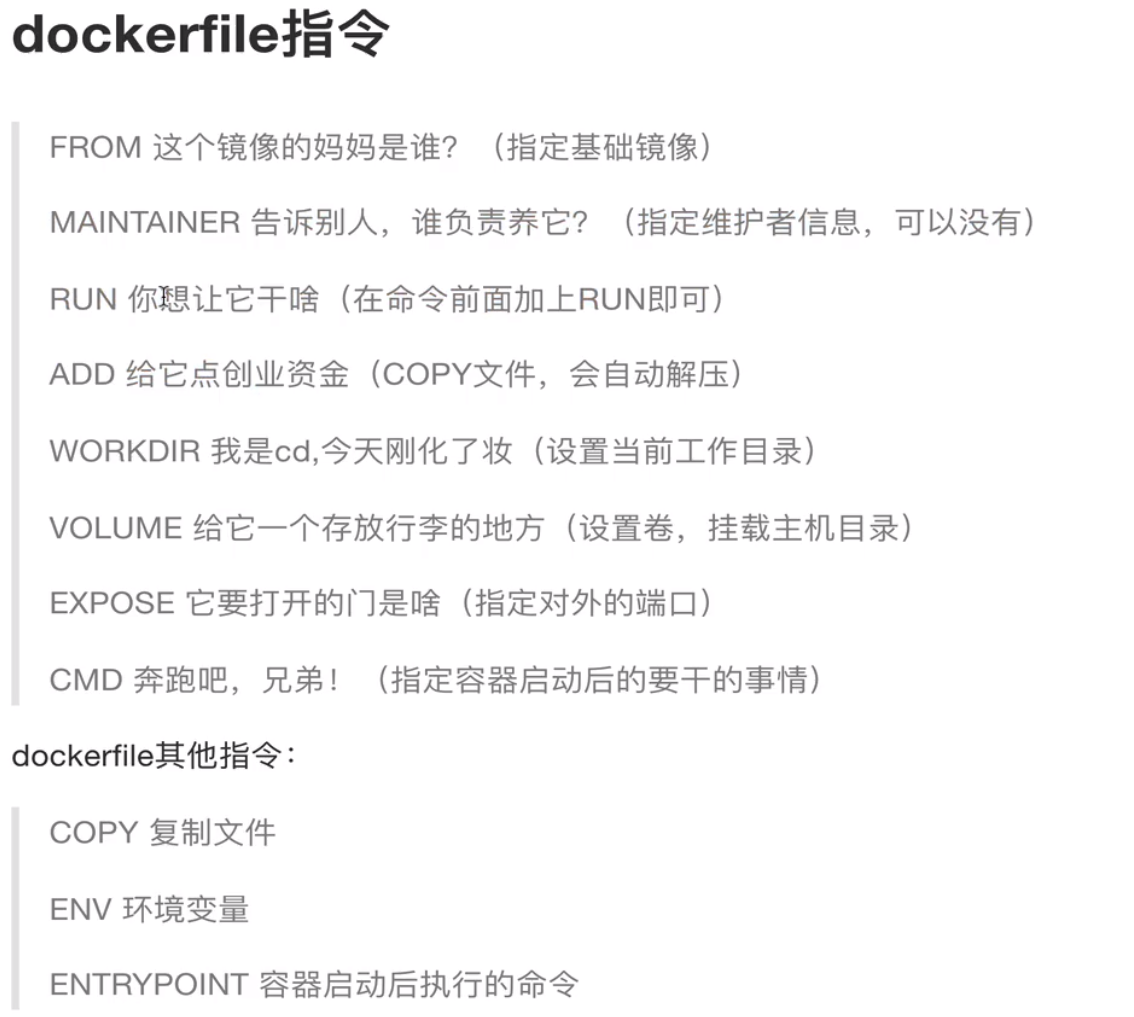 dockerfile指令
FROM 这个镜像的妈妈是谁？（指定基础镜像）
MAINTAINER 告诉别人，谁负责养它？（指定维护者信息，可以没有）
RUN 你想让它干啥（在命令前面加上RUN即可）
ADD 给它点创业资金（COPY文件，会自动解压）
WORKDIR 我是cd,今天刚化了妆（设置当前工作目录）
VOLUME 给它一个存放行李的地方（设置卷，挂载主机目录）
EXPOSE 它要打开的门是啥（指定对外的端口）
CMD 奔跑吧，兄弟！（指定容器启动后的要干的事情）
dockerfile其他指令：
COPY 复制文件
ENV 环境变量
ENTRYPOINT 容器启动后执行的命令